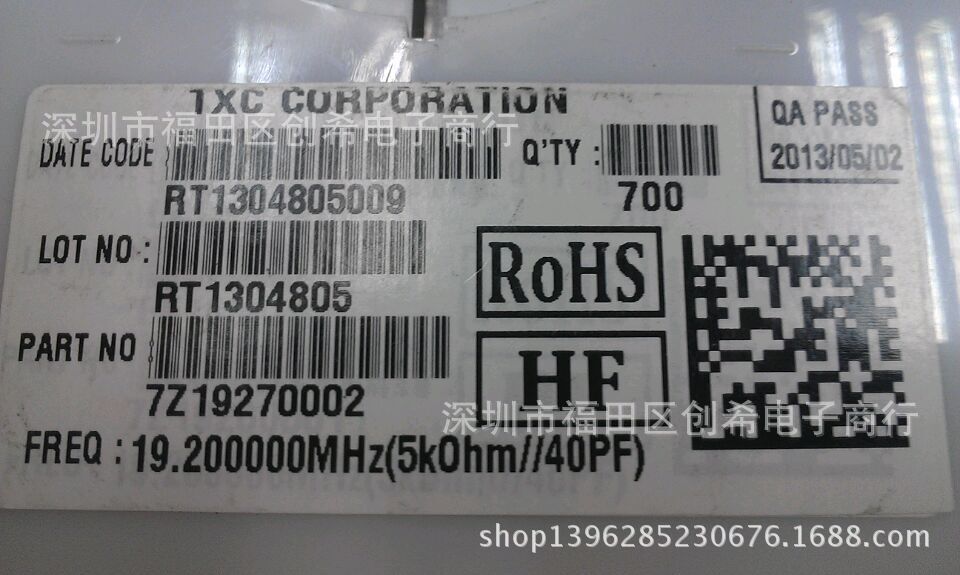 TXC CORPORATION
QA PASS
2013/05/02
深圳市福田区创希电子商行
DATE CODE
Q'TY :
RT1304805009
700
LOT NO :
RT1304805
RoHS
PART NO :
HF
7Z19270002
深圳市福田区创希电子商行
FREQ : 19.200000MHz(5kOhm//40PF)
shop1396285230676.1688.com